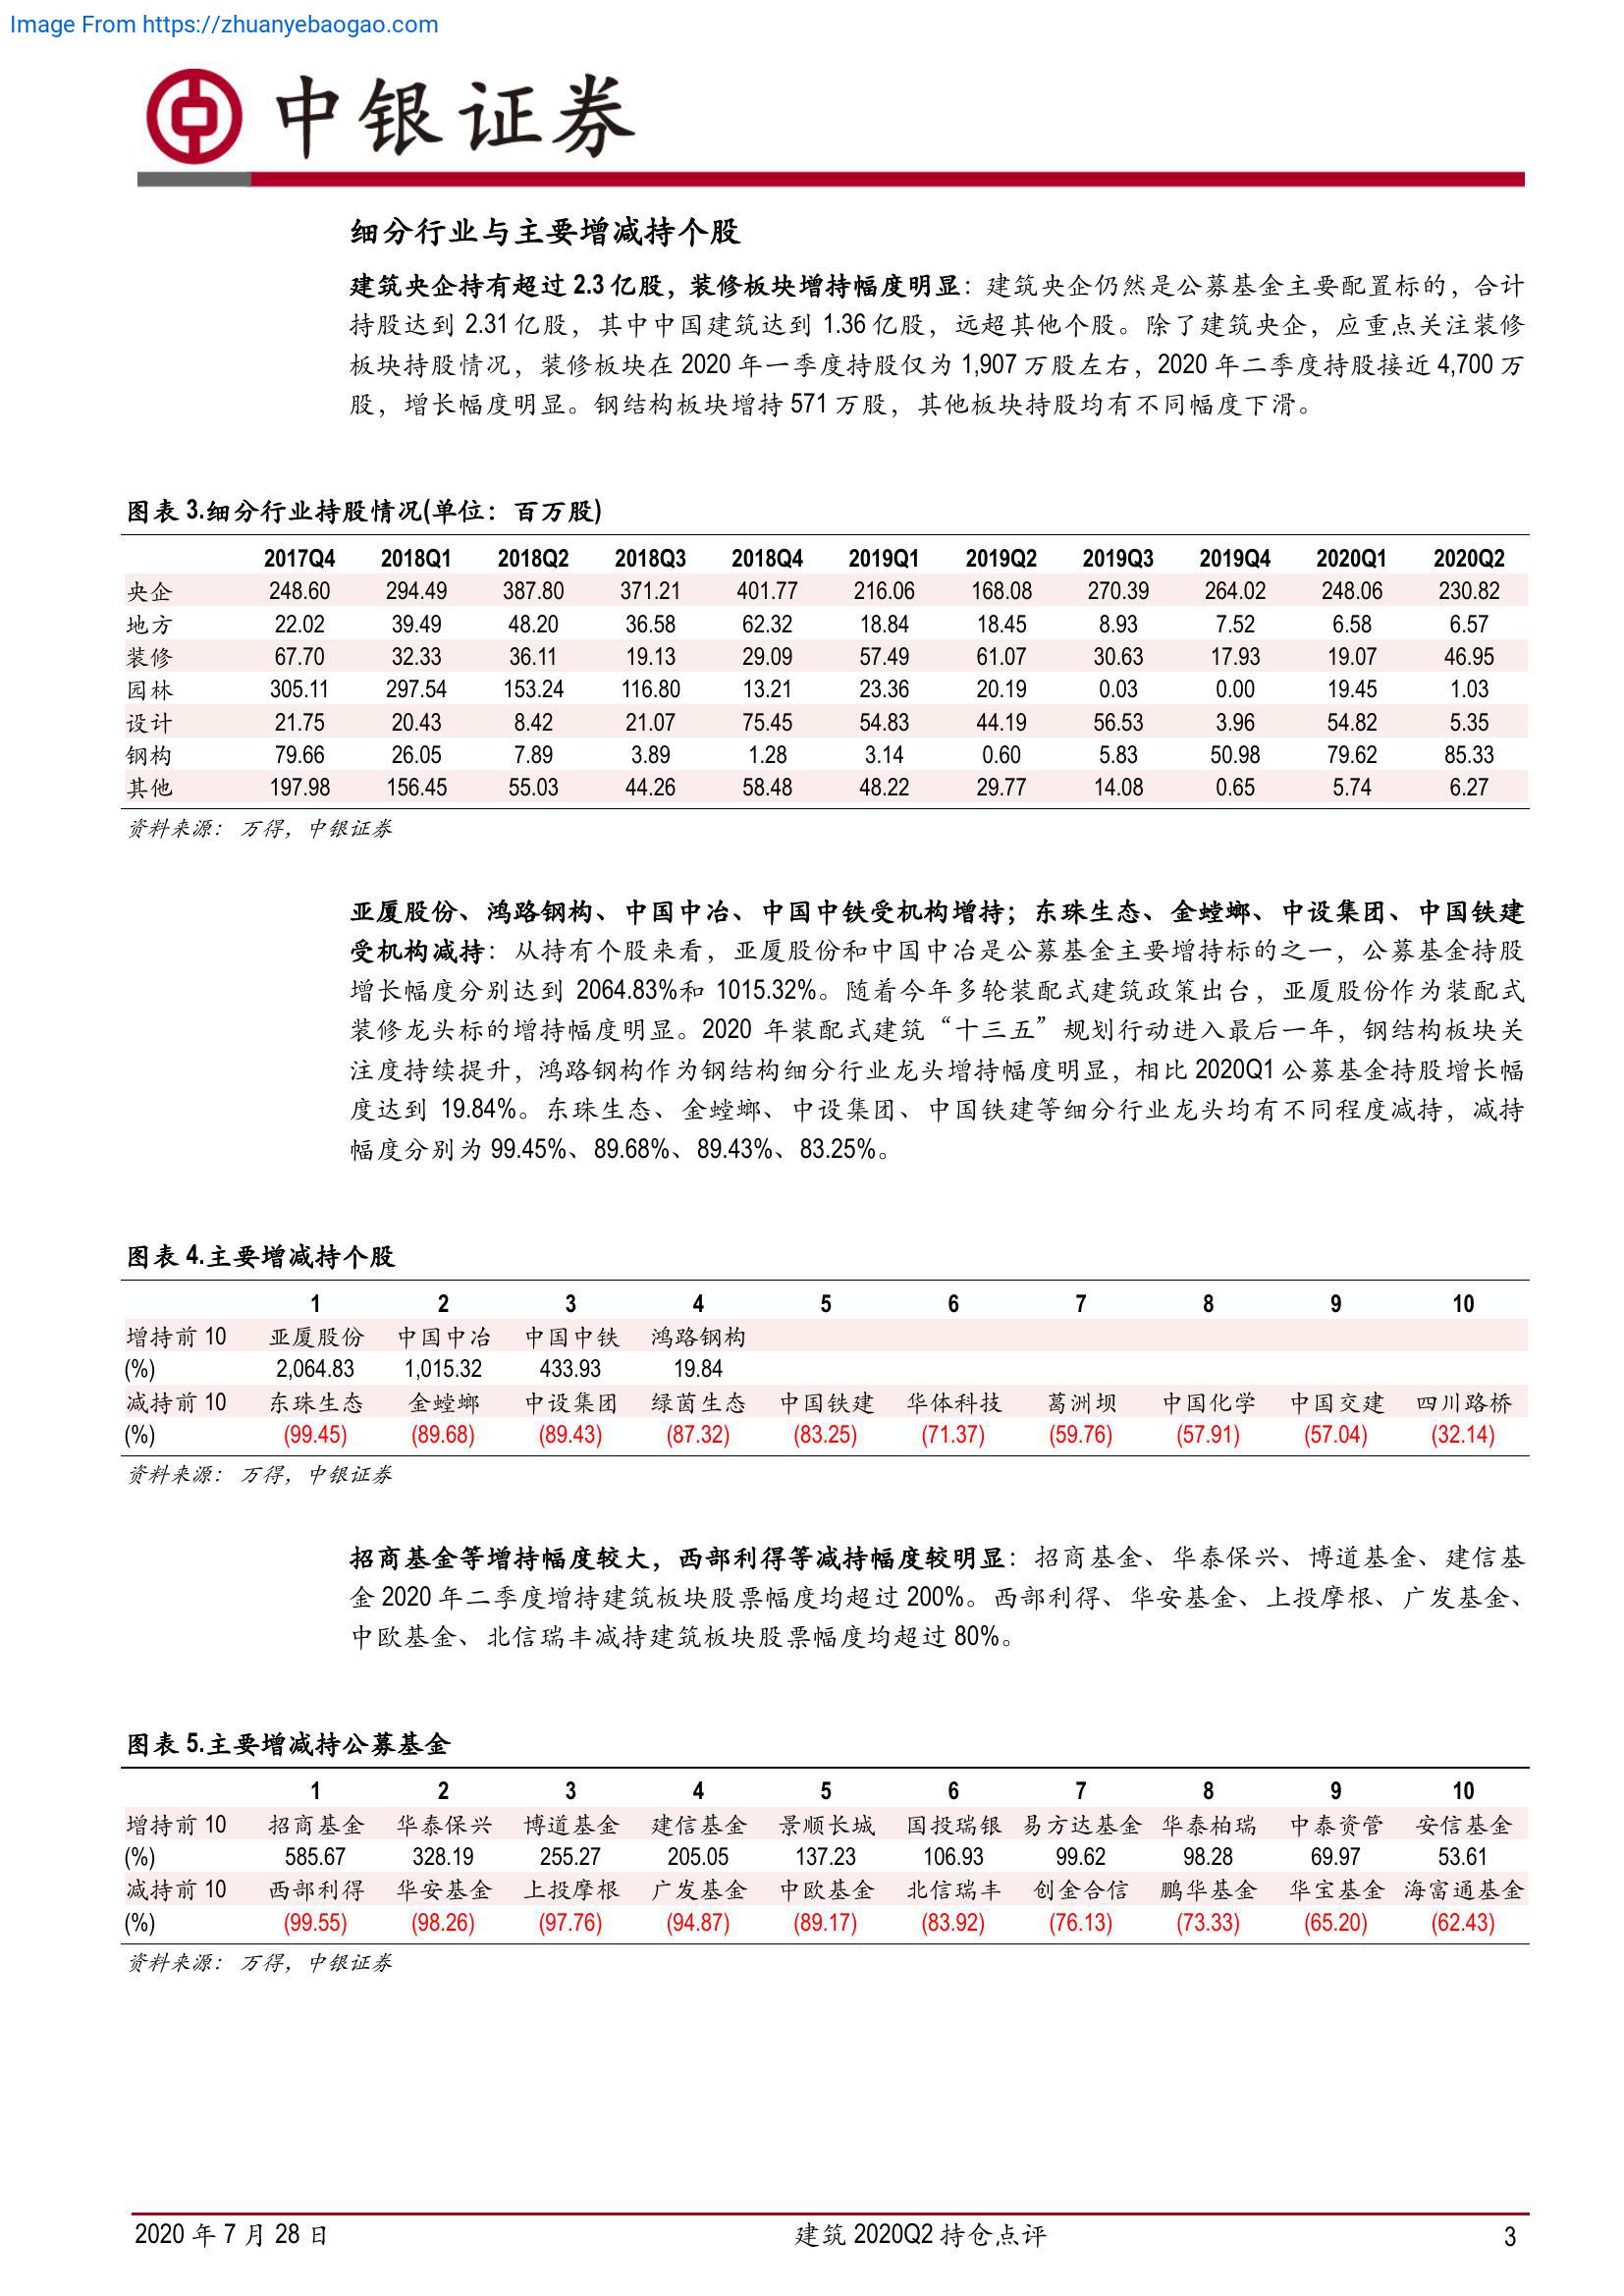 Image From https://zhuanyebaogao.com
中银证券
细分行业与主要增减持个股
建筑央企持有超过 2.3 亿股，装修板块增持幅度明显：建筑央企仍然是公募基金主要配置标的，合计
持股达到 2.31 亿股，其中中国建筑达到 1.36 亿股，远超其他个股。除了建筑央企，应重点关注装修
板块持股情况，装修板块在 2020 年一季度持股仅为 1,907 万股左右，2020 年二季度持股接近 4,700 万
股，增长幅度明显。钢结构板块增持 571 万股，其他板块持股均有不同幅度下滑。
图表 3.细分行业持股情况(单位：百万股)
2017Q4 2018Q1 2018Q2 2018Q3 2018Q4 2019Q1 2019Q2 2019Q3 2019Q4 2020Q1 2020Q2
央企 248.60 294.49 387.80 371.21 401.77 216.06 168.08 270.39 264.02 248.06 230.82
地方 22.02 39.49 48.20 36.58 62.32 18.84 18.45 8.93 7.52 6.58 6.57
装修 67.70 32.33 36.11 19.13 29.09 57.49 61.07 30.63 17.93 19.07 46.95
园林 305.11 297.54 153.24 116.80 13.21 23.36 20.19 0.03 0.00 19.45 1.03
设计 21.75 20.43 8.42 21.07 75.45 54.83 44.19 56.53 3.96 54.82 5.35
钢构 79.66 26.05 7.89 3.89 1.28 3.14 0.60 5.83 50.98 79.62 85.33
其他 197.98 156.45 55.03 44.26 58.48 48.22 29.77 14.08 0.65 5.74 6.27
资料来源：万得，中银证券
亚厦股份、鸿路钢构、中国中冶、中国中铁受机构增持；东珠生态、金螳螂、中设集团、中国铁建
受机构减持：从持有个股来看，亚厦股份和中国中冶是公募基金主要增持标的之一，公募基金持股
增长幅度分别达到 2064.83%和 1015.32%。随着今年多轮装配式建筑政策出台，亚厦股份作为装配式
装修龙头标的增持幅度明显。2020 年装配式建筑“十三五”规划行动进入最后一年，钢结构板块关
注度持续提升，鸿路钢构作为钢结构细分行业龙头增持幅度明显，相比 2020Q1 公募基金持股增长幅
度达到 19.84%。东珠生态、金螳螂、中设集团、中国铁建等细分行业龙头均有不同程度减持，减持
幅度分别为 99.45%、89.68%、89.43%、83.25%。
图表 4.主要增减持个股
1 2 3 4 5 6 7 8 9 10
增持前 10 亚厦股份 中国中冶 中国中铁 鸿路钢构
(%) 2,064.83 1,015.32 433.93 19.84
减持前 10 东珠生态 金螳螂 中设集团 绿茵生态 中国铁建 华体科技 葛洲坝 中国化学 中国交建 四川路桥
(%) (99.45) (89.68) (89.43) (87.32) (83.25) (71.37) (59.76) (57.91) (57.04) (32.14)
资料来源：万得，中银证券
招商基金等增持幅度较大，西部利得等减持幅度较明显：招商基金、华泰保兴、博道基金、建信基
金 2020 年二季度增持建筑板块股票幅度均超过 200%。西部利得、华安基金、上投摩根、广发基金、
中欧基金、北信瑞丰减持建筑板块股票幅度均超过 80%。
图表 5.主要增减持公募基金
1 2 3 4 5 6 7 8 9 10
增持前 10 招商基金 华泰保兴 博道基金 建信基金 景顺长城 国投瑞银 易方达基金 华泰柏瑞 中泰资管 安信基金
(%) 585.67 328.19 255.27 205.05 137.23 106.93 99.62 98.28 69.97 53.61
减持前 10 西部利得 华安基金 上投摩根 广发基金 中欧基金 北信瑞丰 创金合信 鹏华基金 华宝基金 海富通基金
(%) (99.55) (98.26) (97.76) (94.87) (89.17) (83.92) (76.13) (73.33) (65.20) (62.43)
资料来源：万得，中银证券
2020 年 7 月 28 日 建筑 2020Q2 持仓点评 3